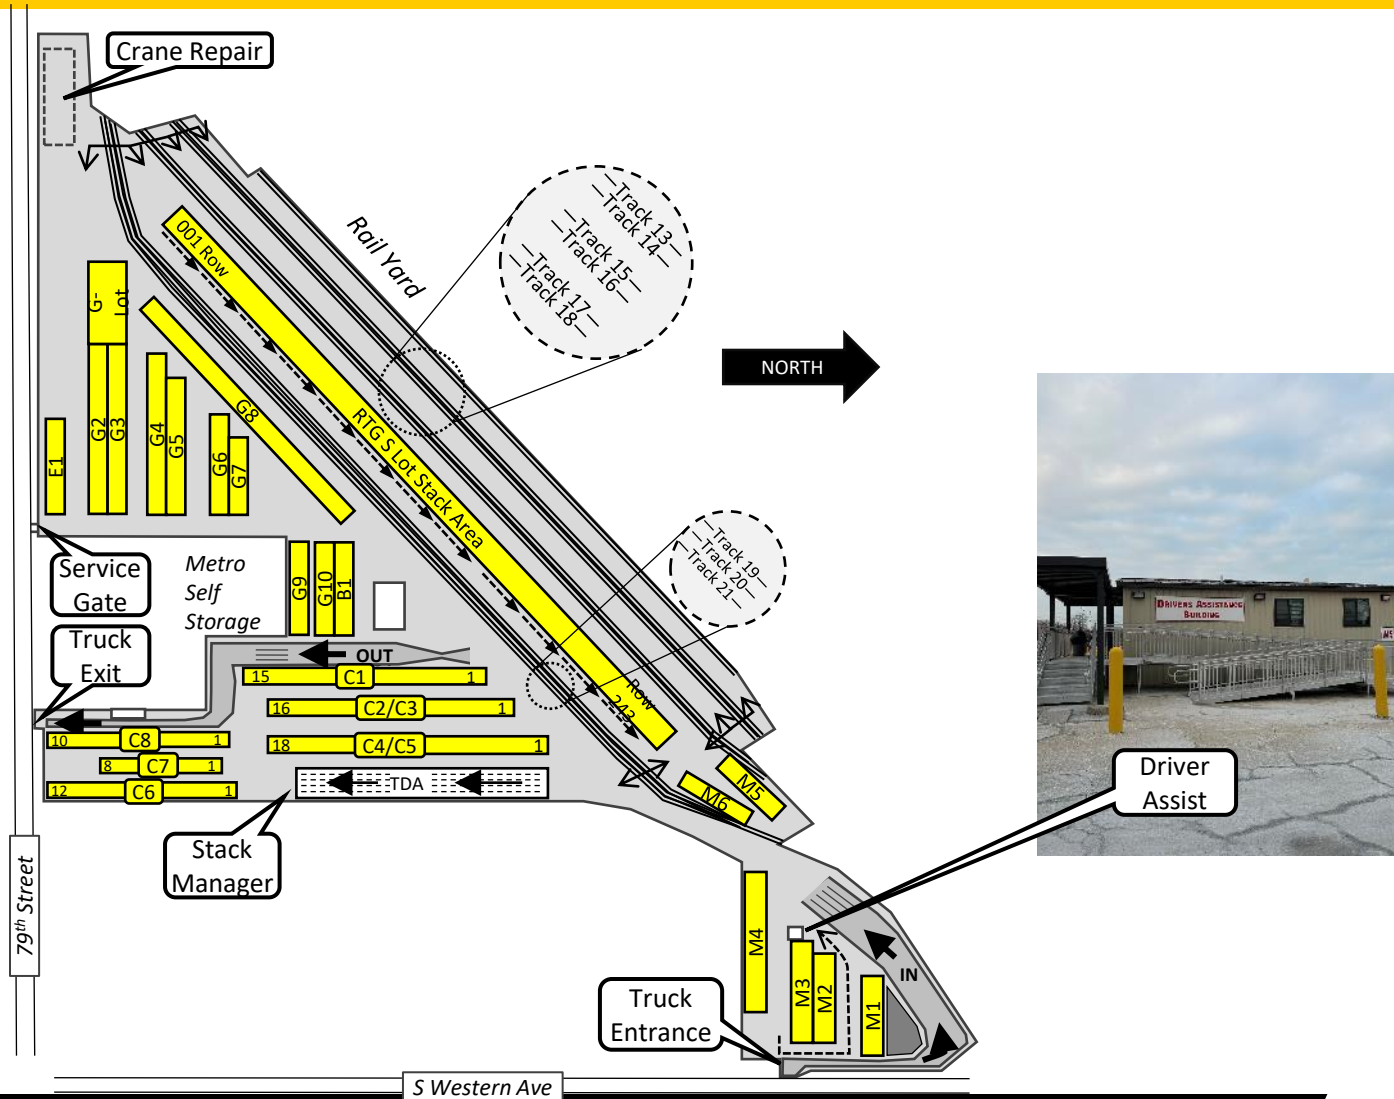 Crane Repair
Rail Yard
Track 13
Track 14
Track 15
Track 16
Track 17
Track 18
001 Row
NORTH
G-
Lot
G8
RTG S Lot Stack Area
E1
G2
G3
G4
G5
G6
G7
Track 19
Track 20
Track 21
Service
Gate
Metro
Self
Storage
G9
G10
B1
DRIVERS ASSISTANCE
BUILDING
Truck
Exit
OUT
15 C1 1
16 C2/C3 1
18 C4/C5 1
Row
243
10 C8 1
8 C7 1
12 C6 1
TDA
M5
M6
Driver
Assist
Stack
Manager
79th Street
M4
M3
M2
M1
IN
Truck
Entrance
S Western Ave